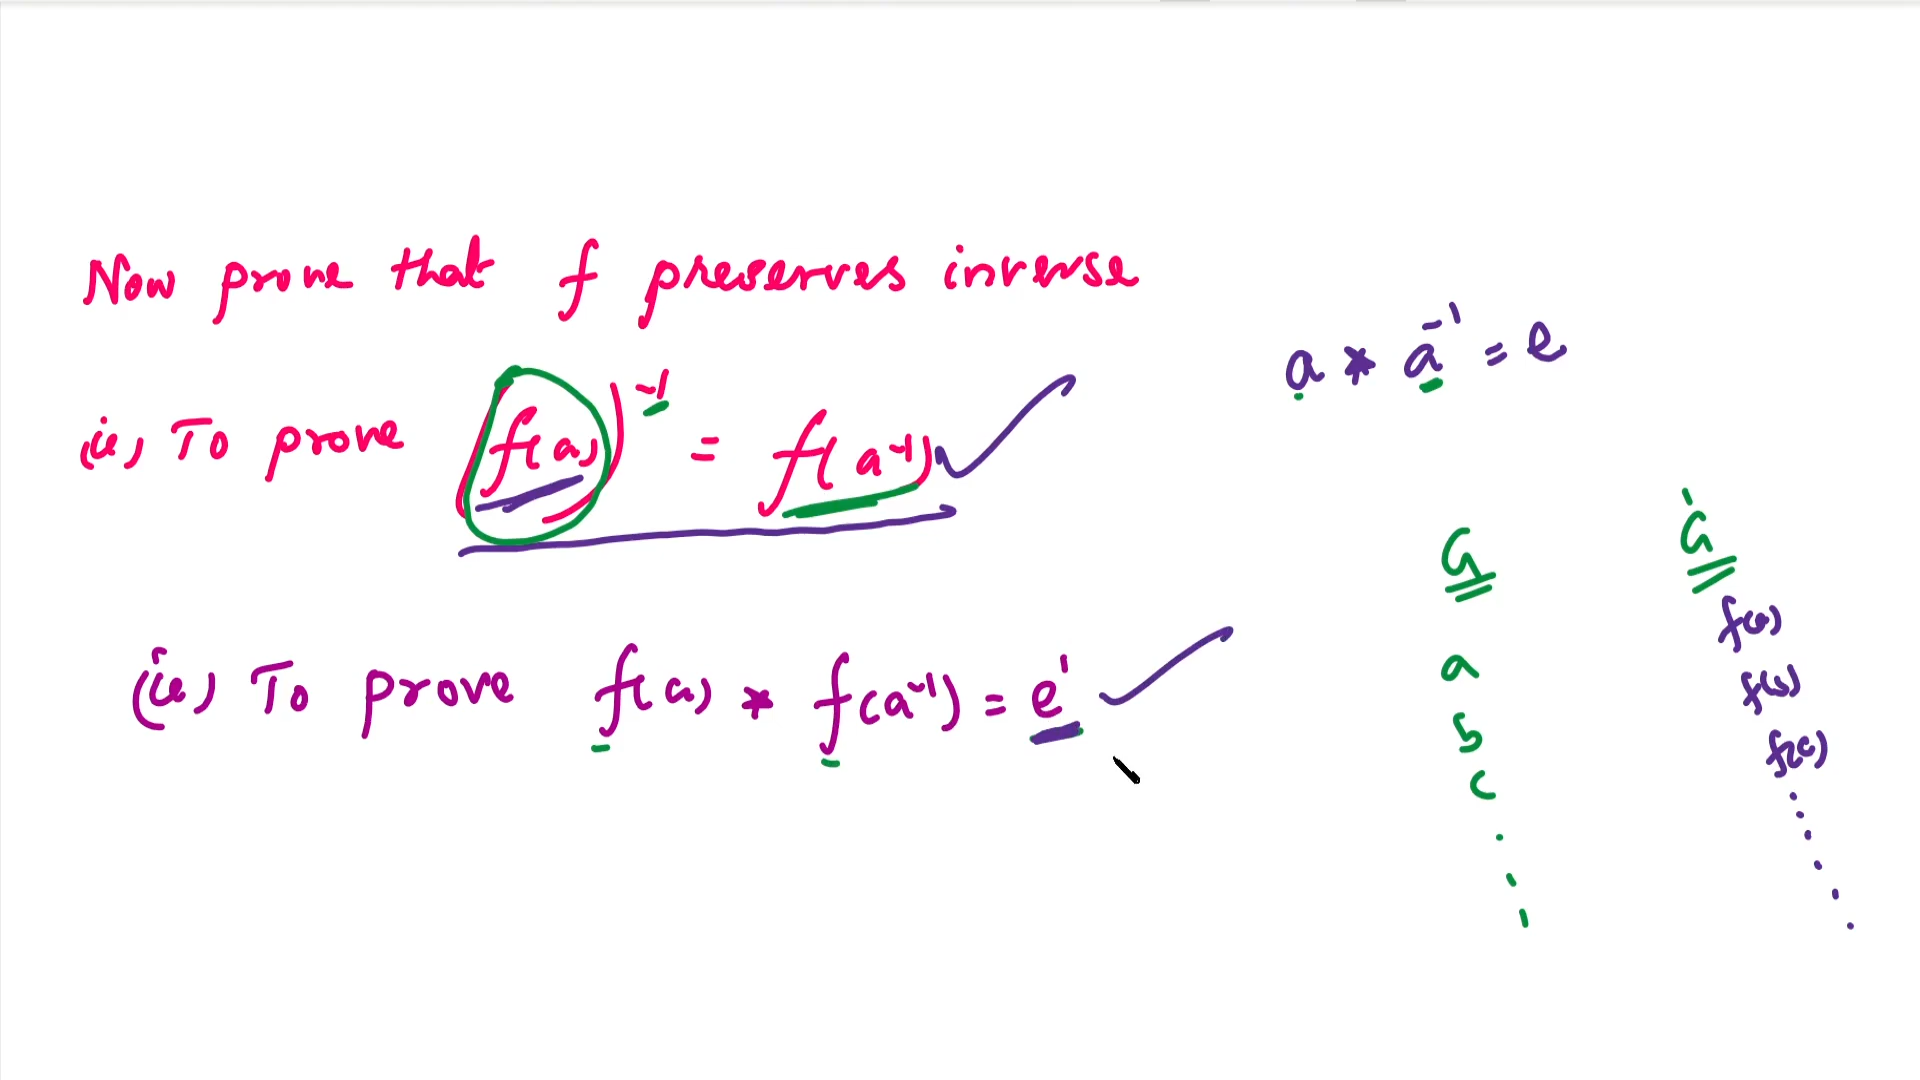 Now prove that f preserves inverse
(ie) To prove (f(a))⁻¹ = f(a⁻¹)
(ie) To prove f(a) * f(a⁻¹) = e'
a * a⁻¹ = e
G
a
b
c
.
.
.
G'
f(a)
f(b)
f(c)
. . . . . .